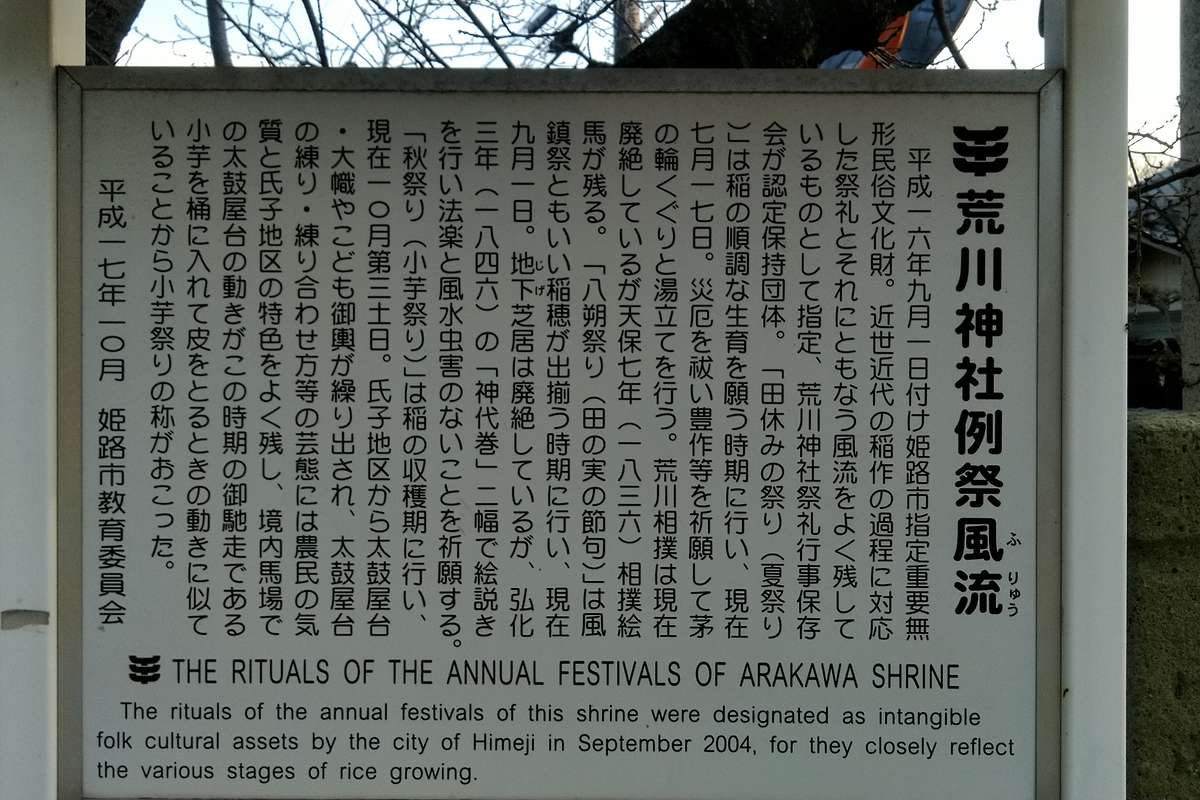 荒川神社例祭風流
ふりゅう
平成一六年九月一日付け姫路市指定重要無
形民俗文化財。近世近代の稲作の過程に対応
した祭礼とそれにともなう風流をよく残して
いるものとして指定、荒川神社祭礼行事保存
会が認定保持団体。「田休みの祭り（夏祭り
）」は稲の順調な生育を願う時期に行い、現在
七月一七日。災厄を祓い豊作等を祈願して茅
の輪くぐりと湯立てを行う。荒川相撲は現在
廃絶しているが天保七年（一八三六）相撲絵
馬が残る。「八朔祭り（田の実の節句）」は風
鎮祭ともいい稲穂が出揃う時期に行い、現在
九月一日。地下芝居は廃絶しているが、弘化
じげ
三年（一八四六）の「神代巻」二幅で絵説き
を行い法楽と風水虫害のないことを祈願する。
「秋祭り（小芋祭り）」は稲の収穫期に行い、
現在一〇月第三土日。氏子地区から太鼓屋台
・大幟やこども御輿が繰り出され、太鼓屋台
の練り・練り合わせ方等の芸態には農民の気
質と氏子地区の特色をよく残し、境内馬場で
の太鼓屋台の動きがこの時期の御馳走である
小芋を桶に入れて皮をとるときの動きに似て
いることから小芋祭りの称がおこった。
平成一七年一〇月　姫路市教育委員会
THE RITUALS OF THE ANNUAL FESTIVALS OF ARAKAWA SHRINE
The rituals of the annual festivals of this shrine were designated as intangible
folk cultural assets by the city of Himeji in September 2004, for they closely reflect
the various stages of rice growing.